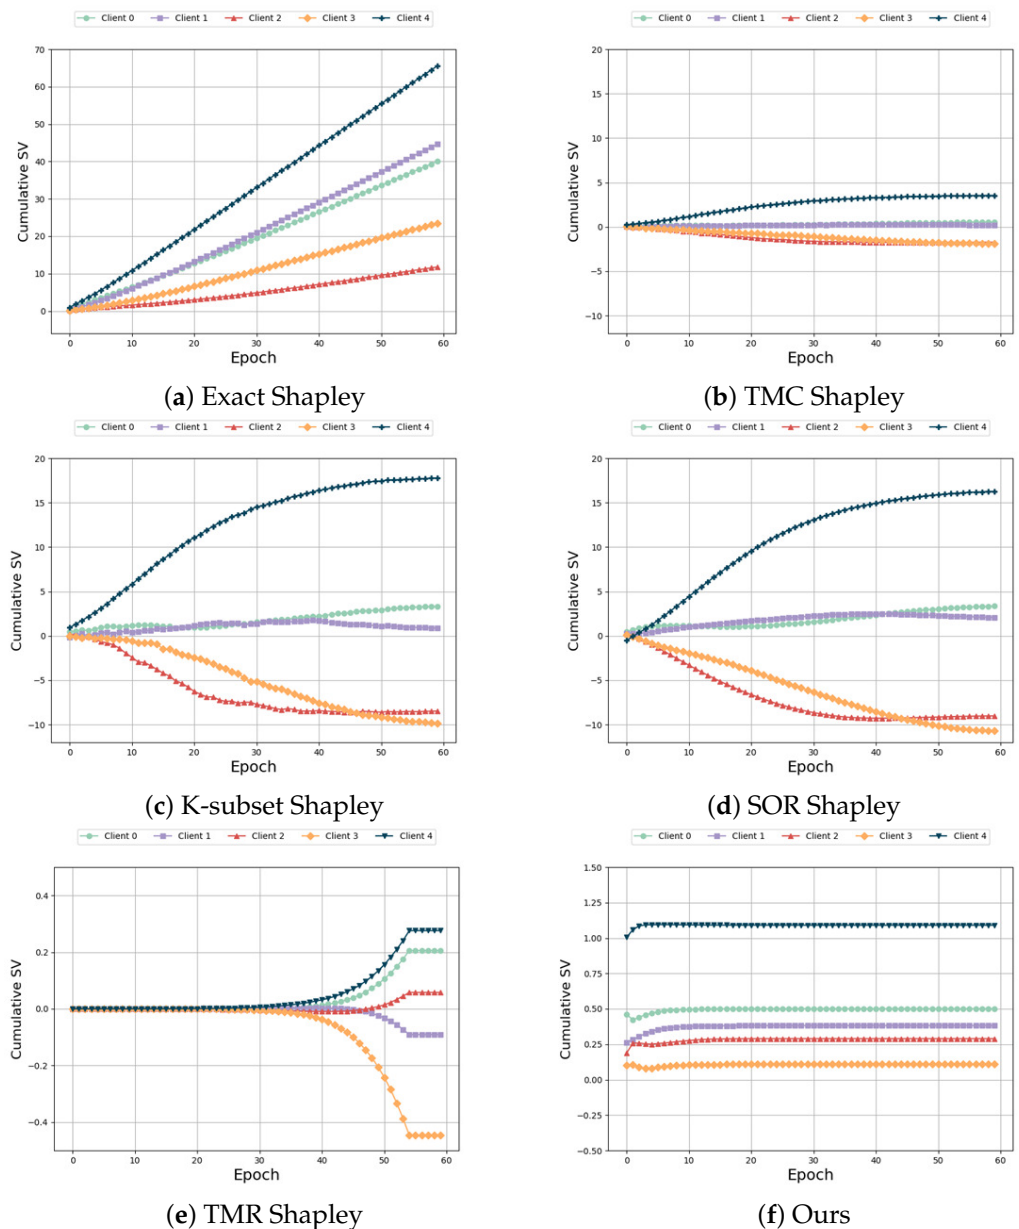 Client 0 Client 1 Client 2 Client 3 Client 4
Client 0 Client 1 Client 2 Client 3 Client 4
70
60
50
40
30
20
10
0
Cumulative SV
0 10 20 30 40 50 60
Epoch
20
15
10
5
0
−5
−10
Cumulative SV
0 10 20 30 40 50 60
Epoch
(a) Exact Shapley
(b) TMC Shapley
Client 0 Client 1 Client 2 Client 3 Client 4
Client 0 Client 1 Client 2 Client 3 Client 4
20
15
10
5
0
−5
−10
Cumulative SV
0 10 20 30 40 50 60
Epoch
20
15
10
5
0
−5
−10
Cumulative SV
0 10 20 30 40 50 60
Epoch
(c) K-subset Shapley
(d) SOR Shapley
Client 0 Client 1 Client 2 Client 3 Client 4
Client 0 Client 1 Client 2 Client 3 Client 4
0.4
0.2
0.0
−0.2
−0.4
Cumulative SV
0 10 20 30 40 50 60
Epoch
1.50
1.25
1.00
0.75
0.50
0.25
0.00
−0.25
−0.50
Cumulative SV
0 10 20 30 40 50 60
Epoch
(e) TMR Shapley
(f) Ours